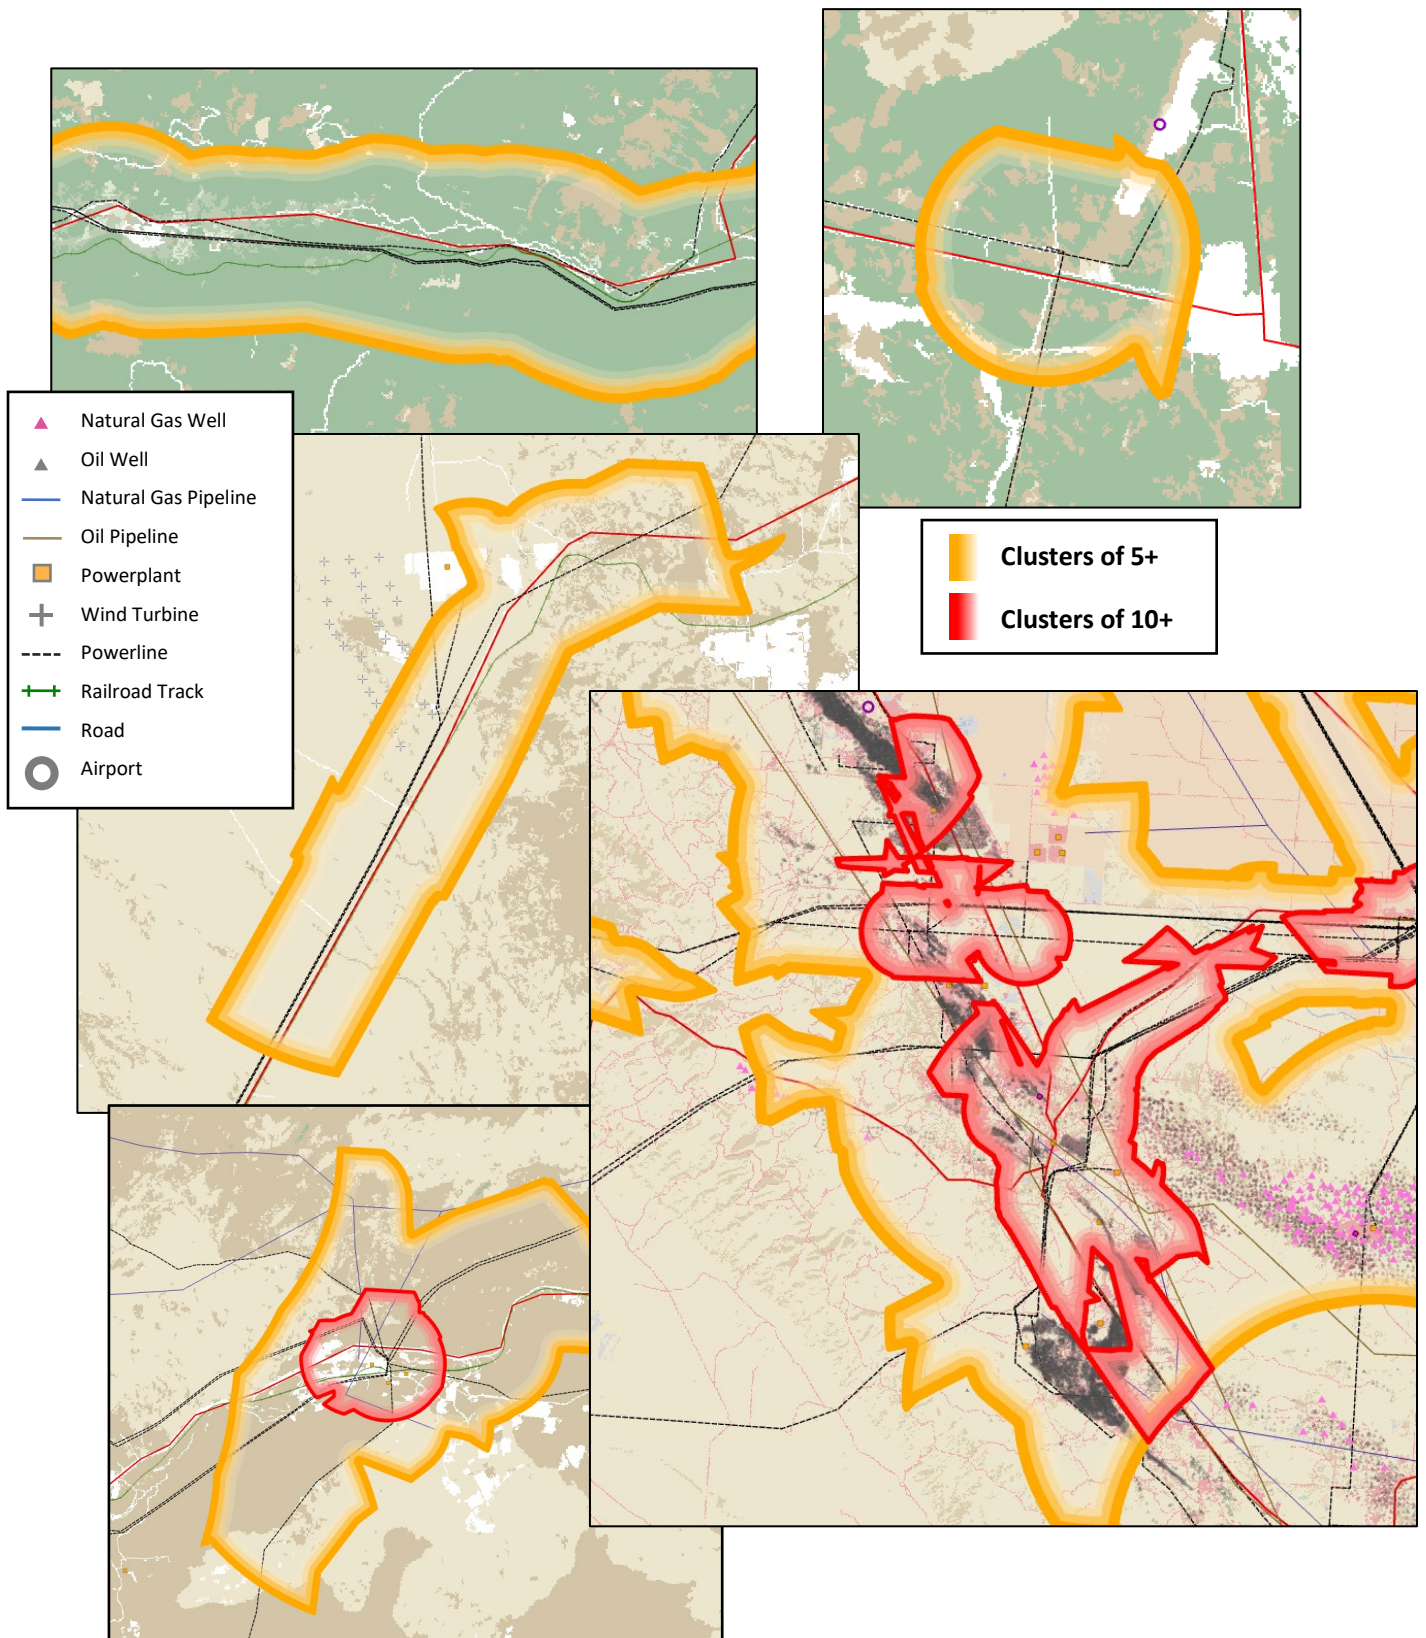 Natural Gas Well
Oil Well
Natural Gas Pipeline
Oil Pipeline
Powerplant
Wind Turbine
Powerline
Railroad Track
Road
Airport
Clusters of 5+
Clusters of 10+